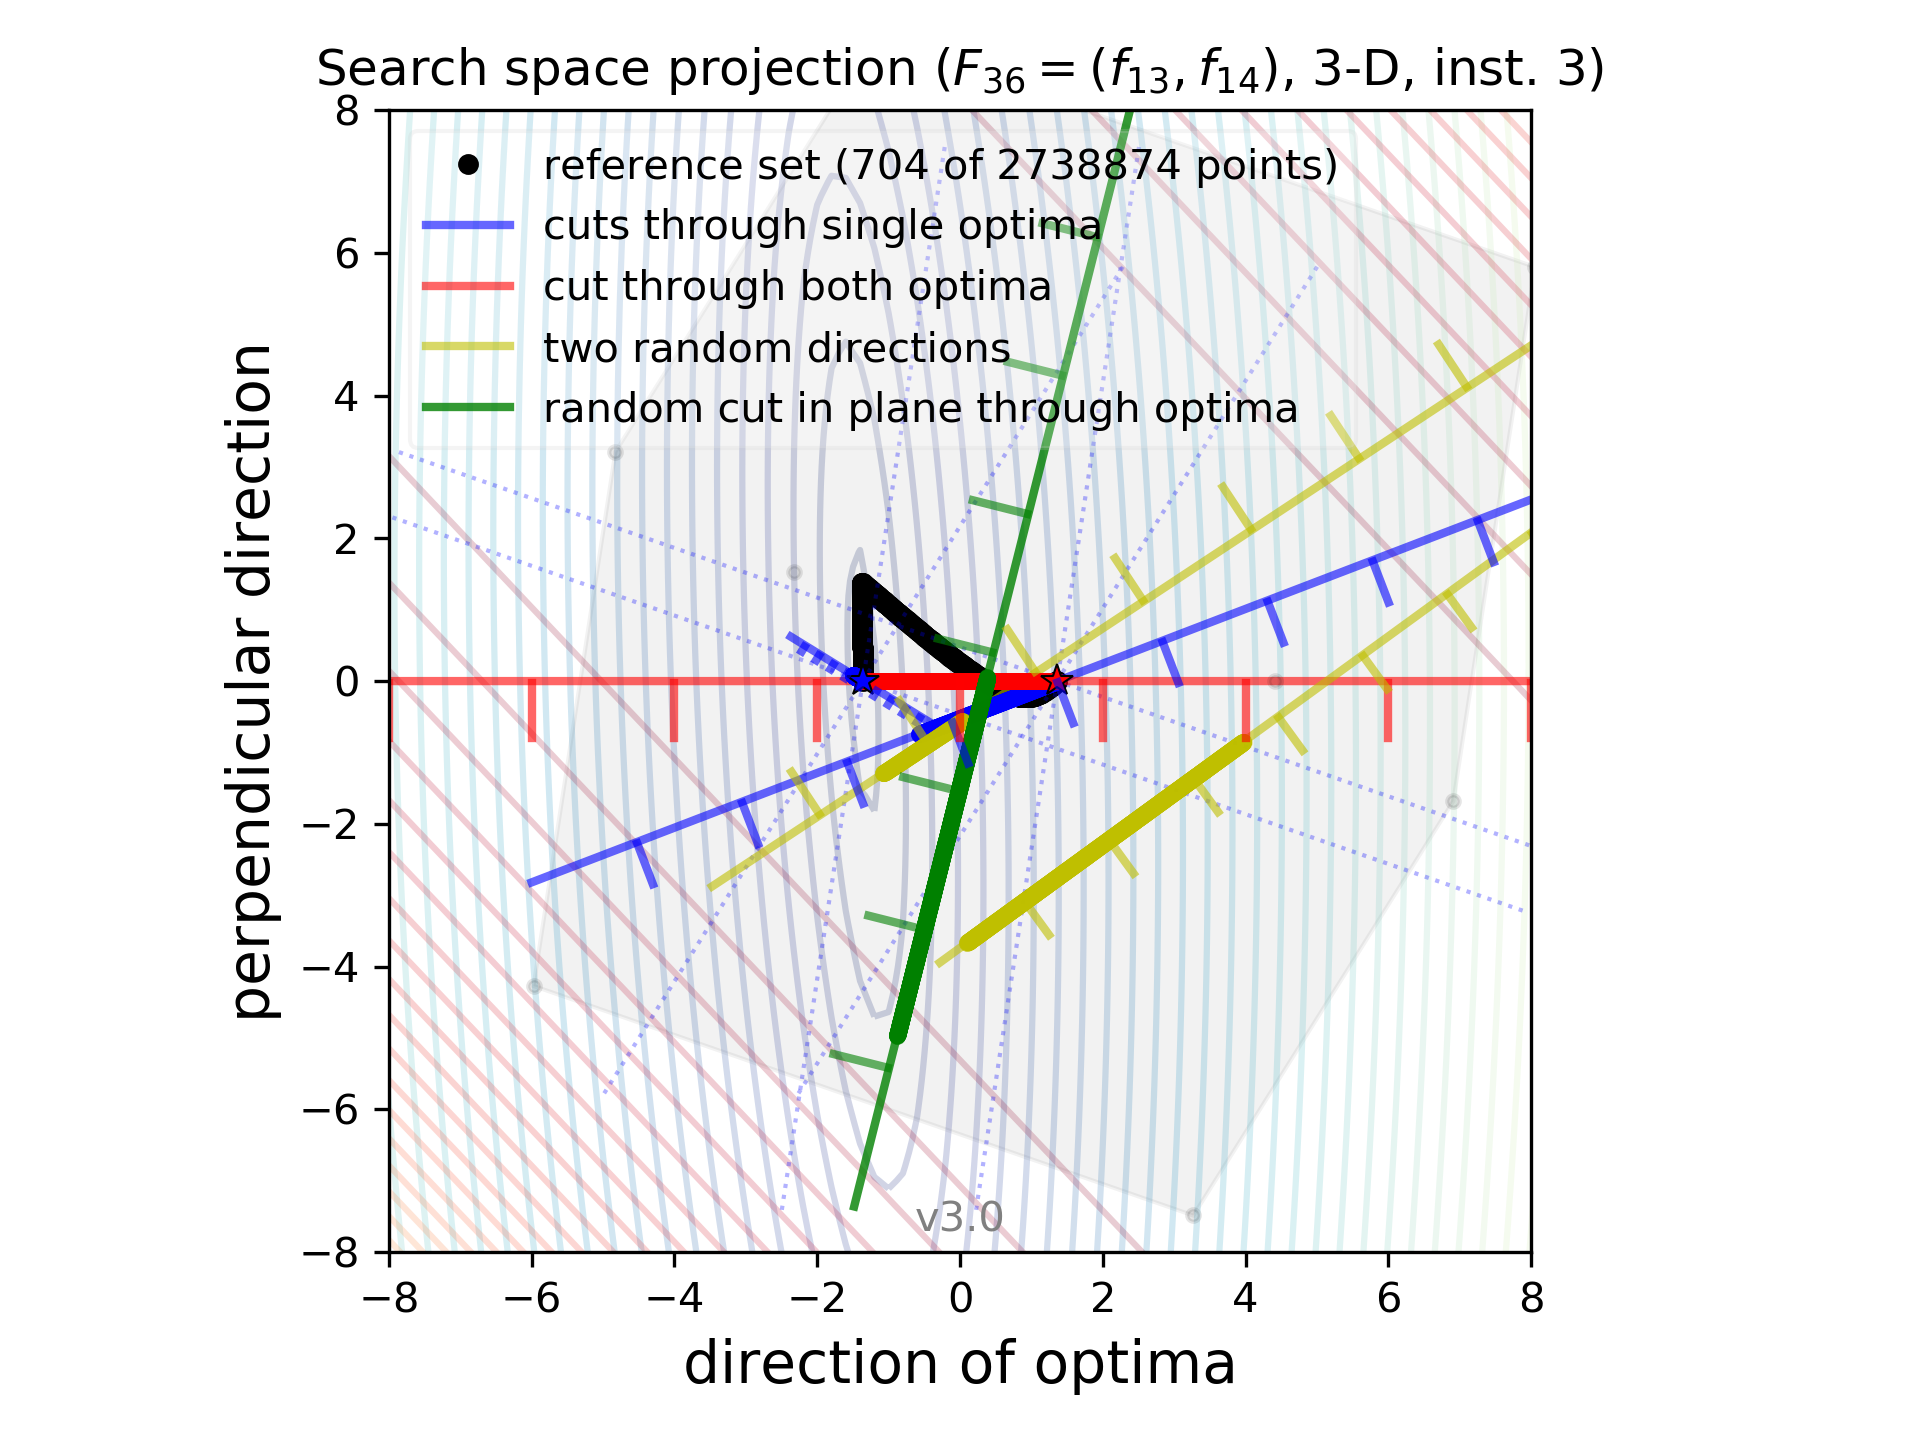 Search space projection (F36 = (f13, f14), 3-D, inst. 3)
8
6
4
2
0
−2
−4
−6
−8
perpendicular direction
reference set (704 of 2738874 points)
cuts through single optima
cut through both optima
two random directions
random cut in plane through optima
v3.0
−8 −6 −4 −2 0 2 4 6 8
direction of optima